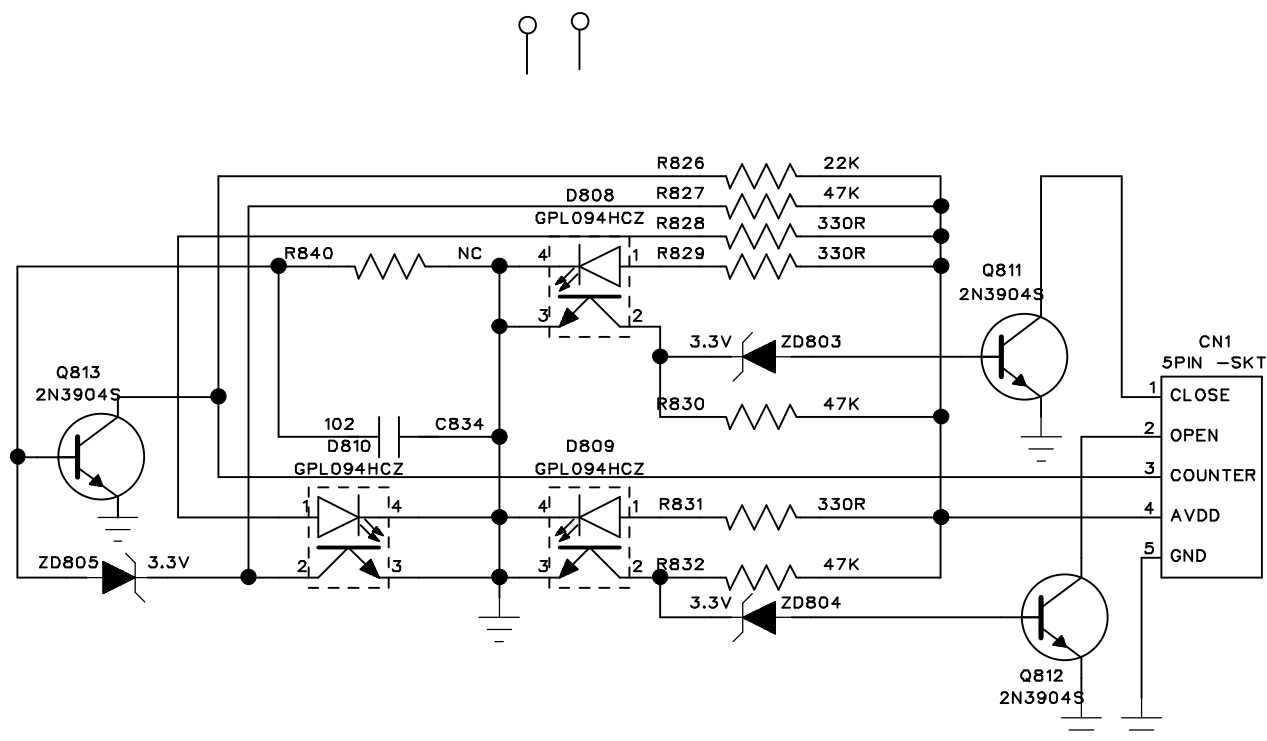 R826 22K
D808 R827 47K
GPL094HCZ R828 330R
R840 NC 4 1 R829 330R
Q811
2N3904S
3 2
3.3V ZD803
CN1
5PIN -SKT
Q813
2N3904S
1 CLOSE
R830 47K
102 C834
2 OPEN
D810 D809
GPL094HCZ GPL094HCZ
3 COUNTER
1 4 4 1 R831 330R
4 AVDD
5 GND
ZD805 3.3V 2 3 3 2 R832 47K
3.3V ZD804
Q812
2N3904S